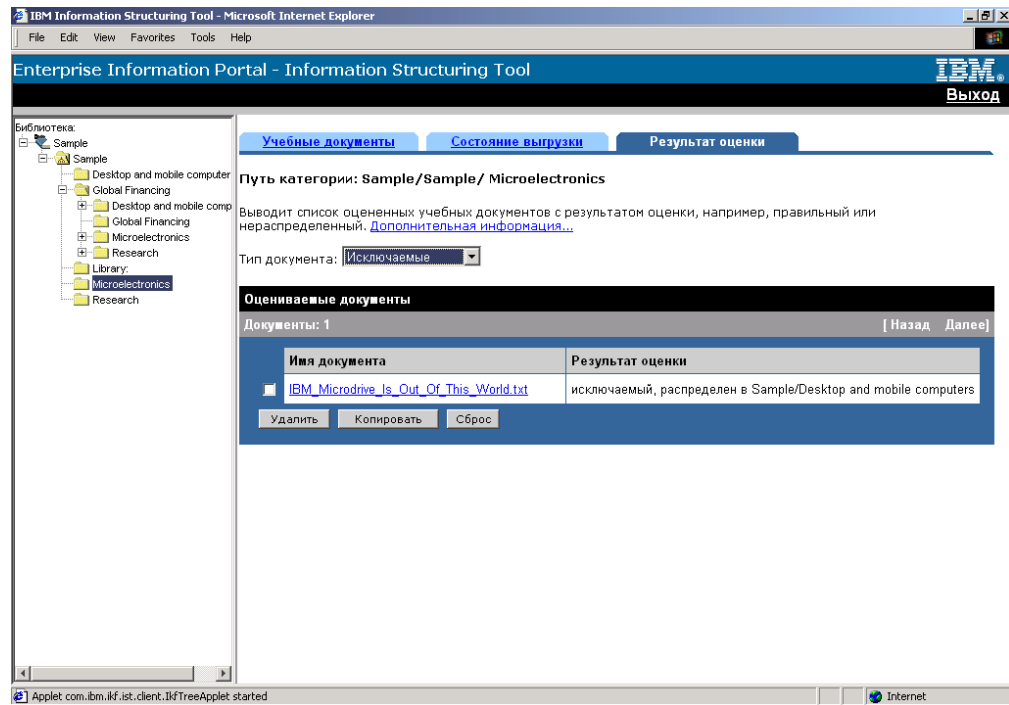 IBM Information Structuring Tool - Microsoft Internet Explorer
File Edit View Favorites Tools Help
Enterprise Information Portal - Information Structuring Tool
IBM®
Выход
Библиотека:
Sample
Sample
Desktop and mobile computer
Global Financing
Desktop and mobile comp
Global Financing
Microelectronics
Research
Library:
Microelectronics
Research
Учебные документы Состояние выгрузки Результат оценки
Путь категории: Sample/Sample/ Microelectronics
Выводит список оцененных учебных документов с результатом оценки, например, правильный или
нераспределенный. Дополнительная информация...
Тип документа: Исключаемые
Оцениваемые документы
Документы: 1 [ Назад Далее]
Имя документа Результат оценки
IBM_Microdrive_Is_Out_Of_This_World.txt исключаемый, распределен в Sample/Desktop and mobile computers
Удалить Копировать Сброс
Applet com.ibm.ikf.ist.client.IkfTreeApplet started Internet